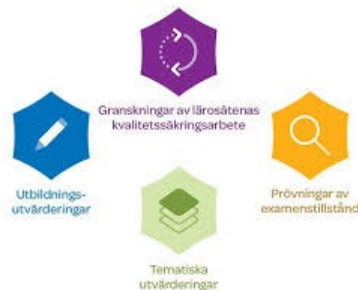 Granskningar av lärosätenas
kvalitetssäkringsarbete
Utbildnings-
utvärderingar
Prövningar av
examenstillstånd
Tematiska
utvärderingar